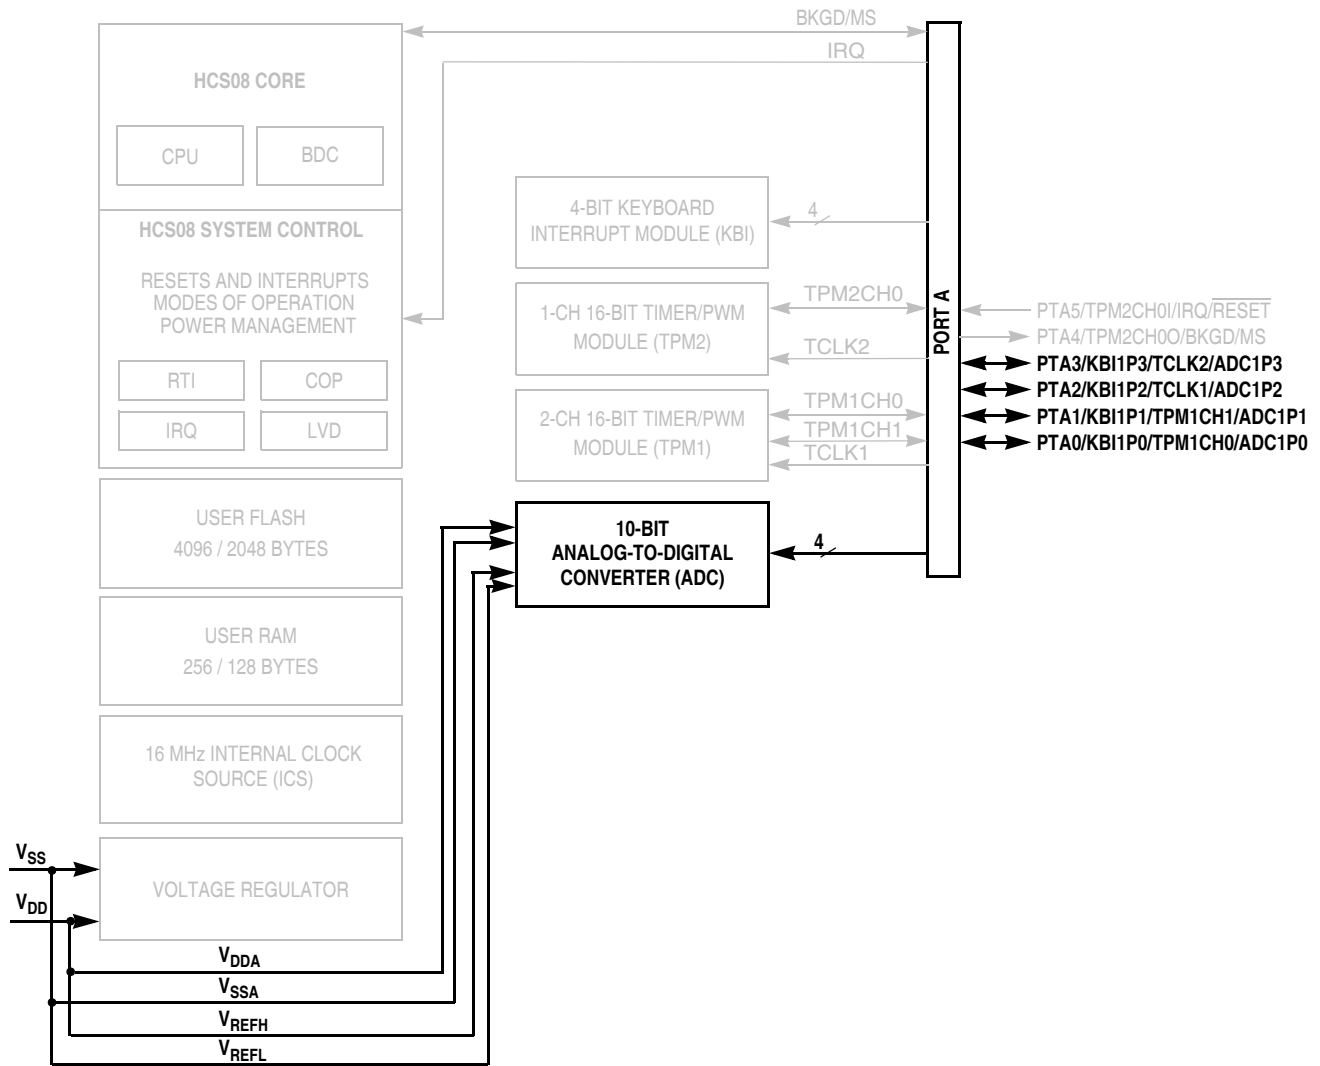 BKGD/MS
IRQ
HCS08 CORE
CPU
BDC
HCS08 SYSTEM CONTROL
RESETS AND INTERRUPTS
MODES OF OPERATION
POWER MANAGEMENT
RTI
COP
IRQ
LVD
USER FLASH
4096 / 2048 BYTES
USER RAM
256 / 128 BYTES
16 MHz INTERNAL CLOCK
SOURCE (ICS)
VOLTAGE REGULATOR
VSS
VDD
VDDA
VSSA
VREFH
VREFL
4-BIT KEYBOARD
INTERRUPT MODULE (KBI)
4
1-CH 16-BIT TIMER/PWM
MODULE (TPM2)
TPM2CH0
TCLK2
2-CH 16-BIT TIMER/PWM
MODULE (TPM1)
TPM1CH0
TPM1CH1
TCLK1
10-BIT
ANALOG-TO-DIGITAL
CONVERTER (ADC)
4
PORT A
PTA5/TPM2CH0I/IRQ/RESET
PTA4/TPM2CH0O/BKGD/MS
PTA3/KBI1P3/TCLK2/ADC1P3
PTA2/KBI1P2/TCLK1/ADC1P2
PTA1/KBI1P1/TPM1CH1/ADC1P1
PTA0/KBI1P0/TPM1CH0/ADC1P0